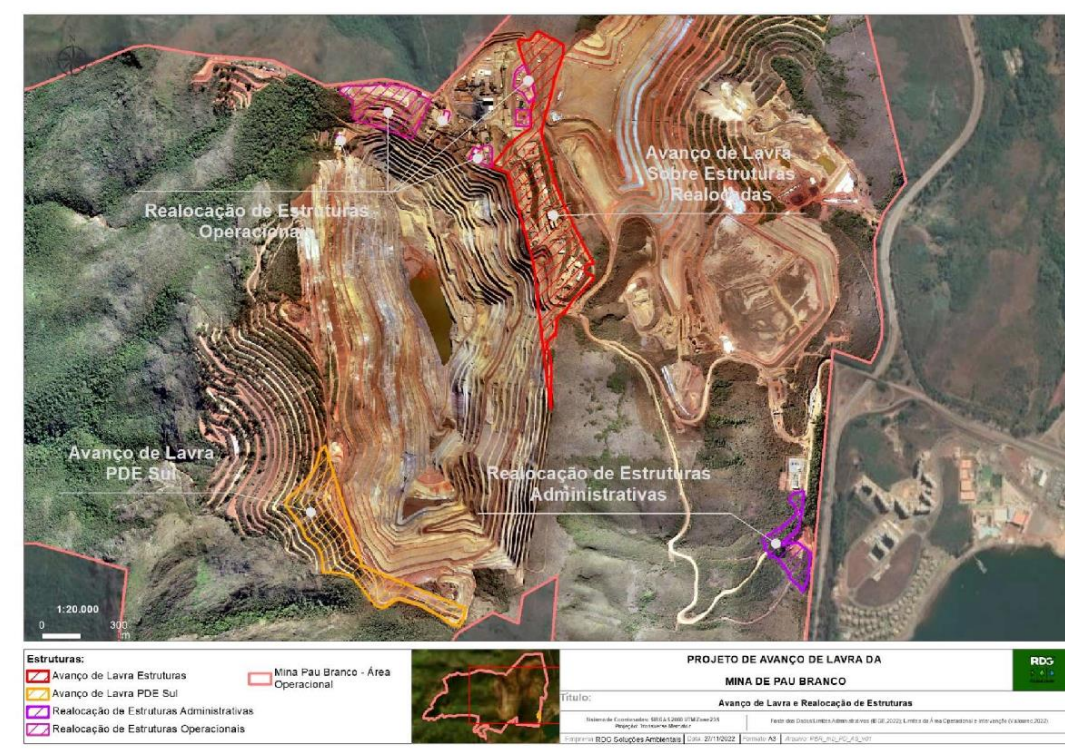 Avanço de Lavra
Sobre Estruturas
Realocadas
Realocação de Estruturas
Operacionais
Avanço de Lavra
PDE Sul
Realocação de Estruturas
Administrativas
1:20.000
0 300
m
Estruturas:
Avanço de Lavra Estruturas
Avanço de Lavra PDE Sul
Realocação de Estruturas Administrativas
Realocação de Estruturas Operacionais
Mina Pau Branco - Área
Operacional
PROJETO DE AVANÇO DE LAVRA DA
MINA DE PAU BRANCO
Título:
Avanço de Lavra e Realocação de Estruturas
Projeção: Transversa Mercator
RDG Soluções Ambientais Data: 27/11/2022 Formato: A3
RDG